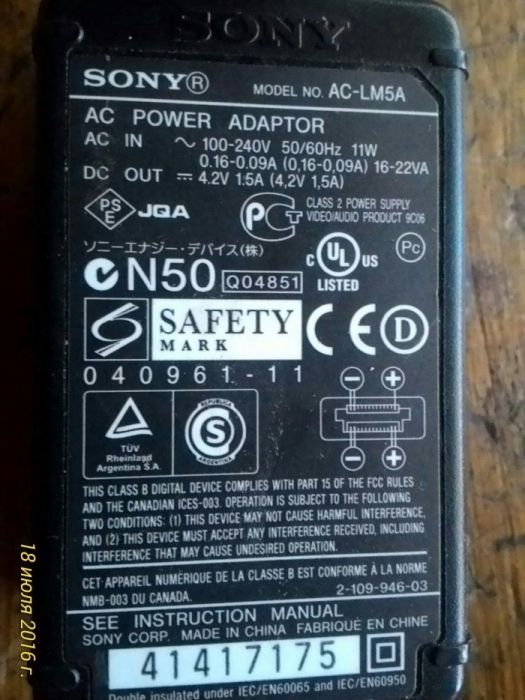 SONY
SONY® MODEL NO. AC-LM5A
AC POWER ADAPTOR
AC IN ~ 100-240V 50/60Hz 11W
0.16-0.09A (0,16-0,09A) 16-22VA
DC OUT ⎓ 4.2V 1.5A (4,2V 1,5A)
PS E JQA
PCT CLASS 2 POWER SUPPLY
VIDEO/AUDIO PRODUCT 9C06
ソニーエナジー・デバイス(株)
C UL US LISTED
Pc
N50 Q04851
S SAFETY
MARK
CE D
040961-11
TÜV
Rheinland
Argentina S.A.
REPUBLICA
S
ARGENTINA
− +
− +
THIS CLASS B DIGITAL DEVICE COMPLIES WITH PART 15 OF THE FCC RULES
AND THE CANADIAN ICES-003. OPERATION IS SUBJECT TO THE FOLLOWING
TWO CONDITIONS: (1) THIS DEVICE MAY NOT CAUSE HARMFUL INTERFERENCE,
AND (2) THIS DEVICE MUST ACCEPT ANY INTERFERENCE RECEIVED, INCLUDING
INTERFERENCE THAT MAY CAUSE UNDESIRED OPERATION.
CET APPAREIL NUMÉRIQUE DE LA CLASSE B EST CONFORME À LA NORME
NMB-003 DU CANADA. 2-109-946-03
SEE INSTRUCTION MANUAL
SONY CORP. MADE IN CHINA FABRIQUÉ EN CHINE
41417175
Double insulated under IEC/EN60065 and IEC/EN60950
18 июля 2016 г.